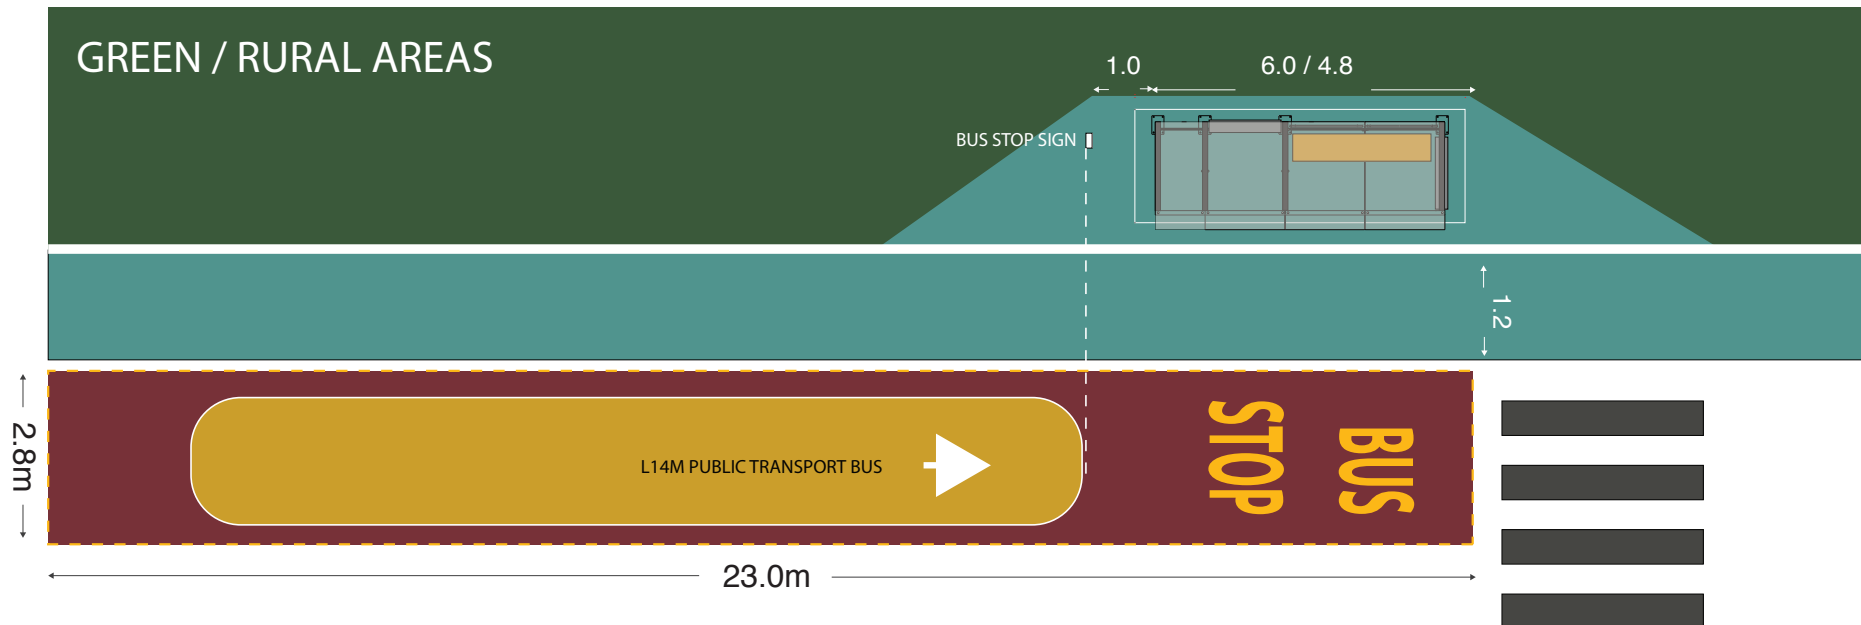 GREEN / RURAL AREAS
1.0
6.0 / 4.8
BUS STOP SIGN
1.2
2.8m
L14M PUBLIC TRANSPORT BUS
BUS
STOP
23.0m